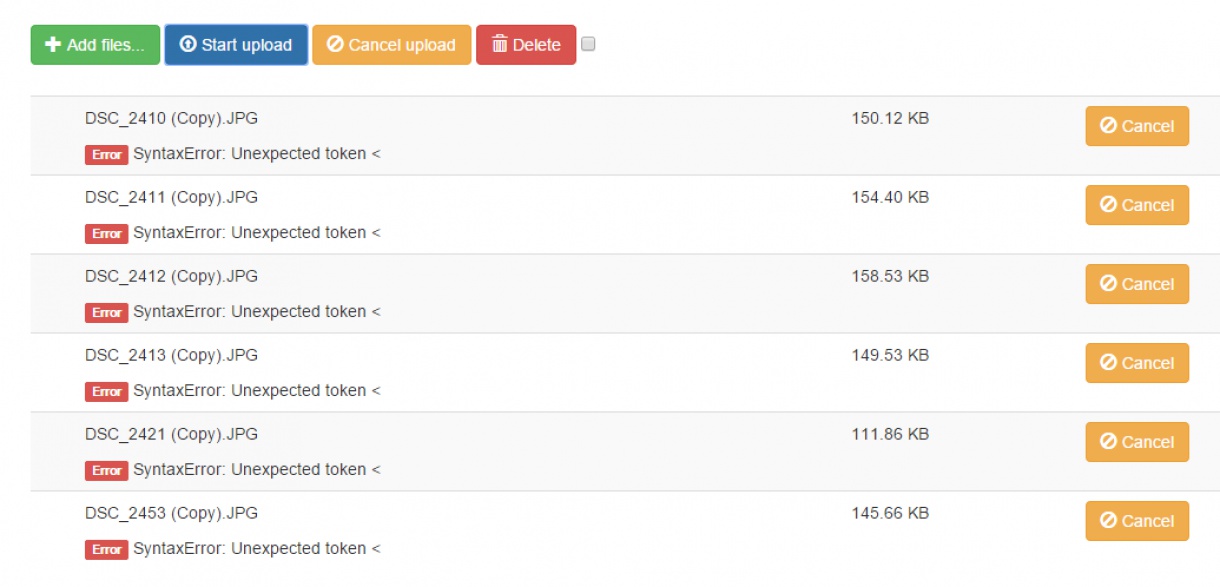 Add files... Start upload Cancel upload Delete
DSC_2410 (Copy).JPG 150.12 KB Cancel
Error SyntaxError: Unexpected token <
DSC_2411 (Copy).JPG 154.40 KB Cancel
Error SyntaxError: Unexpected token <
DSC_2412 (Copy).JPG 158.53 KB Cancel
Error SyntaxError: Unexpected token <
DSC_2413 (Copy).JPG 149.53 KB Cancel
Error SyntaxError: Unexpected token <
DSC_2421 (Copy).JPG 111.86 KB Cancel
Error SyntaxError: Unexpected token <
DSC_2453 (Copy).JPG 145.66 KB Cancel
Error SyntaxError: Unexpected token <